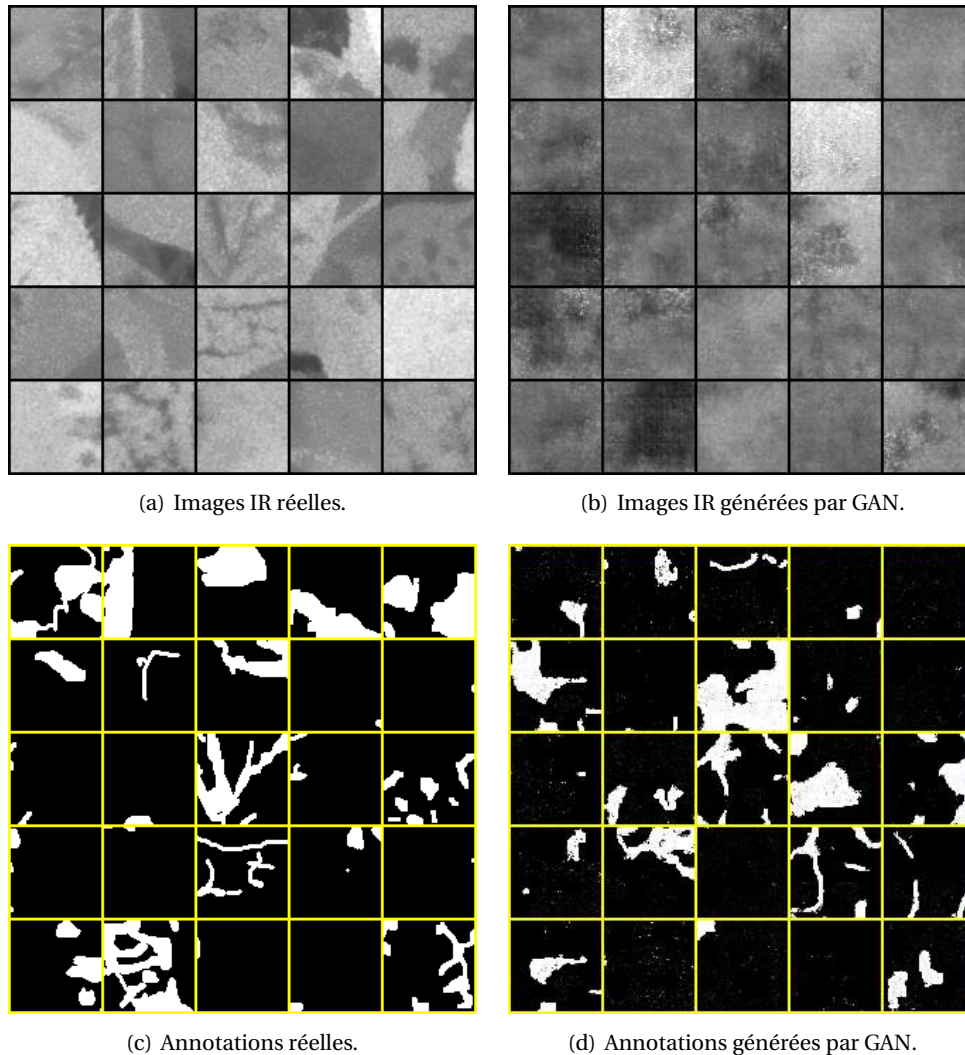 (a) Images IR réelles.
(b) Images IR générées par GAN.
(c) Annotations réelles.
(d) Annotations générées par GAN.